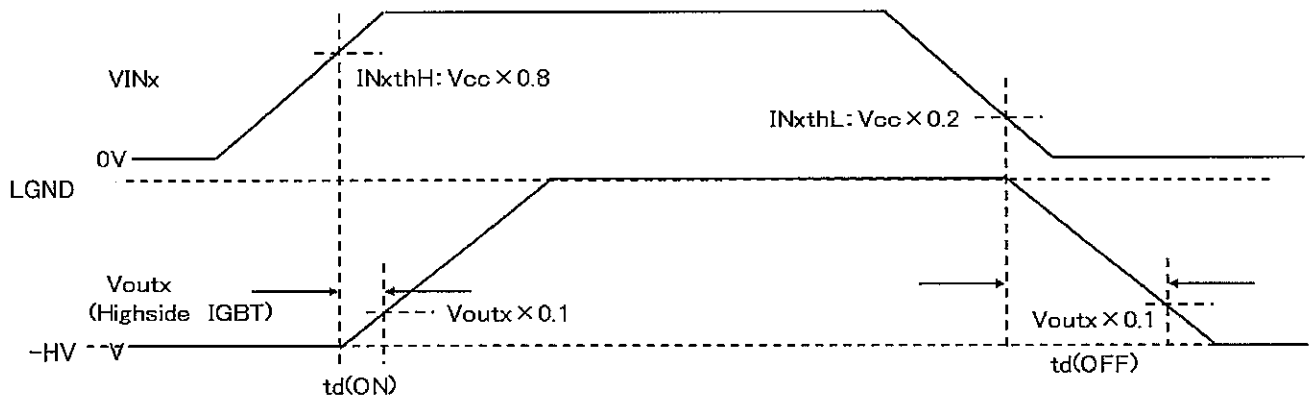 VINx
INxthH: Vcc × 0.8
INxthL: Vcc × 0.2
0V
LGND
Voutx
(Highside IGBT)
Voutx × 0.1
Voutx × 0.1
-HV
td(ON)
td(OFF)